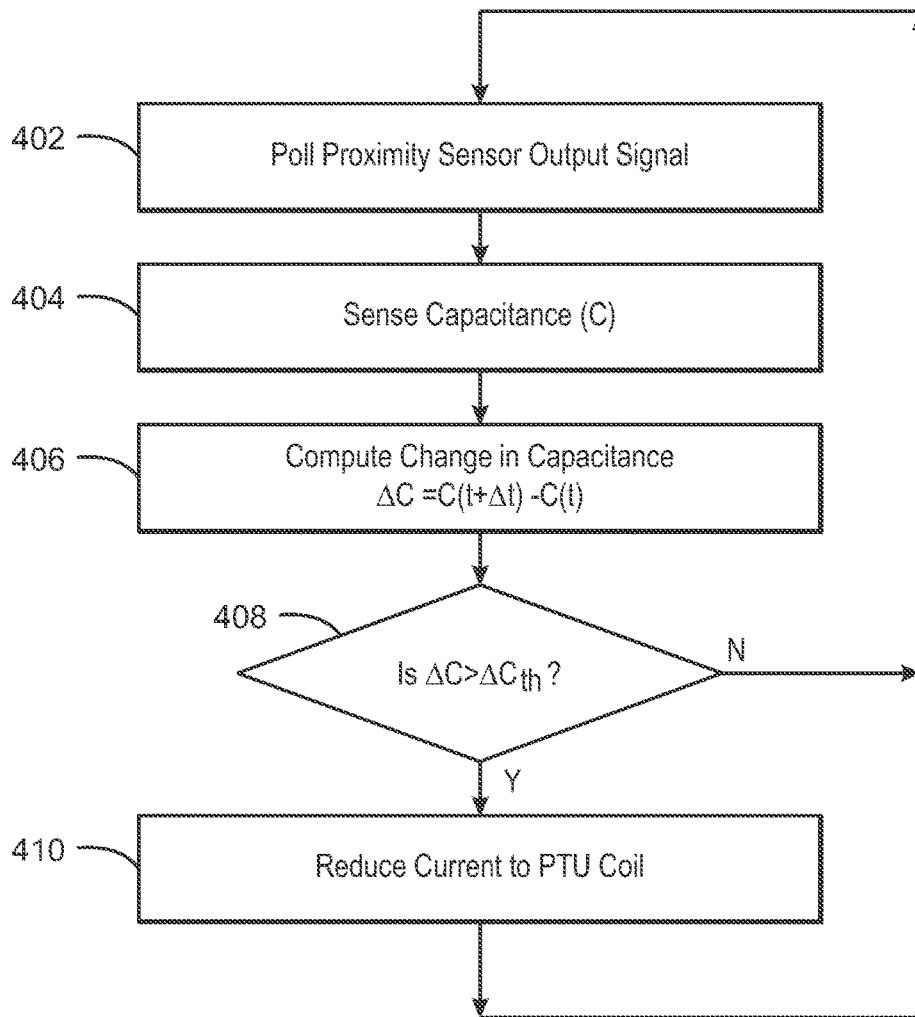 402
Poll Proximity Sensor Output Signal
404
Sense Capacitance (C)
406
Compute Change in Capacitance
ΔC =C(t+Δt) -C(t)
408
Is ΔC>ΔCth ?
N
Y
410
Reduce Current to PTU Coil